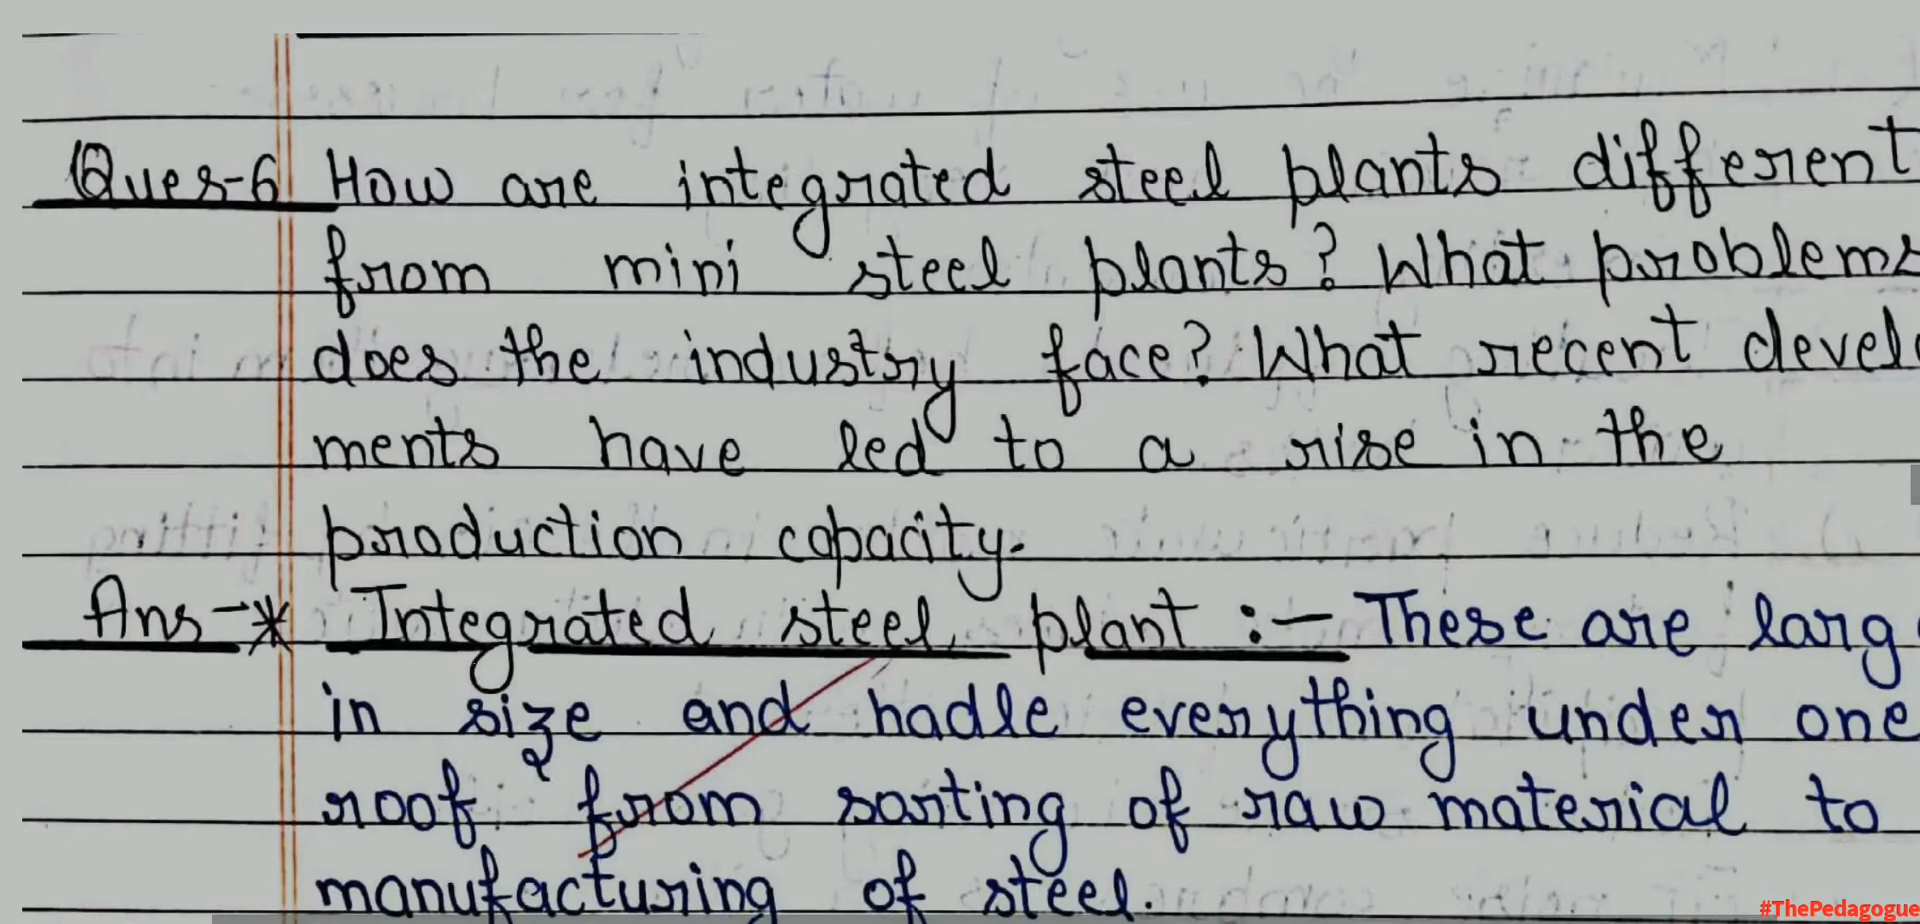 Ques-6 How are integrated steel plants different
from mini steel plants? What problems
does the industry face? What recent devel
ments have led to a rise in the
production capacity.
Ans-* Integrated steel plant :- These are larg
in size and hadle everything under one
roof from sorting of raw material to
manufacturing of steel.
#ThePedagogue